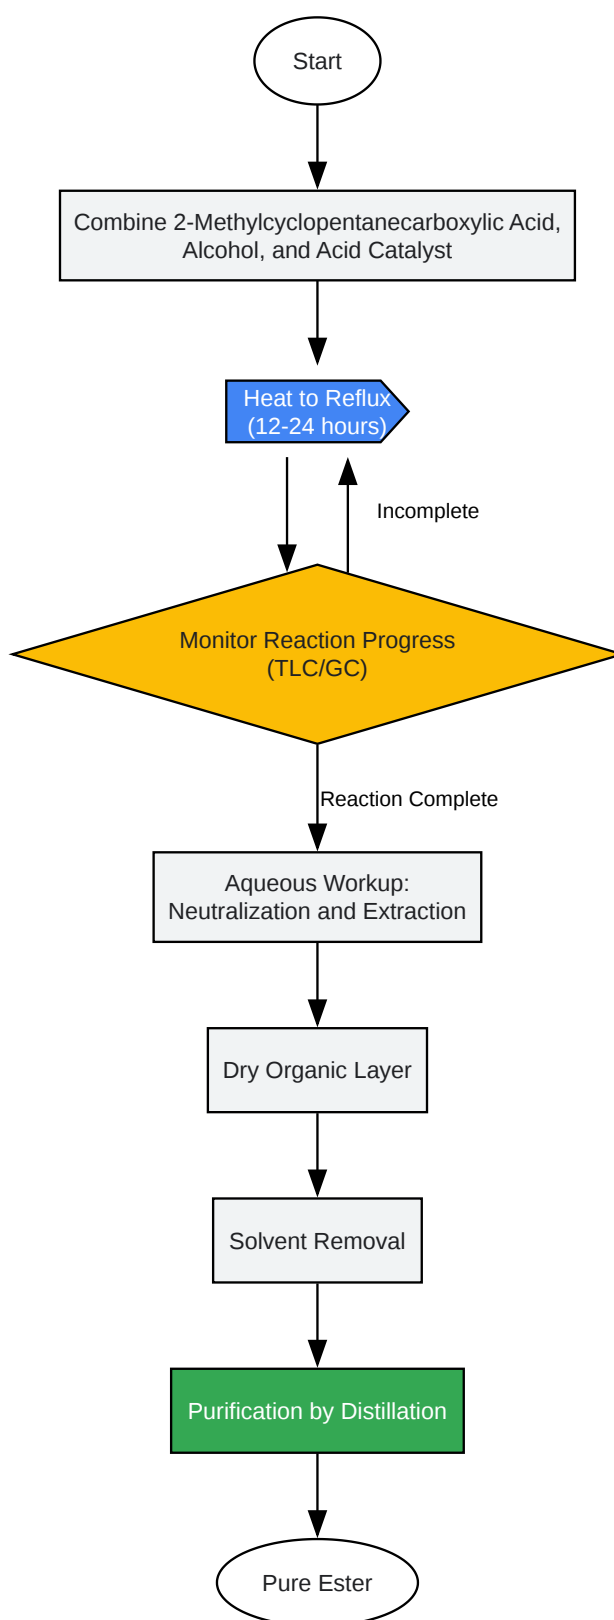 Start
Combine 2-Methylcyclopentanecarboxylic Acid,
Alcohol, and Acid Catalyst
Heat to Reflux
(12-24 hours)
Incomplete
Monitor Reaction Progress
(TLC/GC)
Reaction Complete
Aqueous Workup:
Neutralization and Extraction
Dry Organic Layer
Solvent Removal
Purification by Distillation
Pure Ester